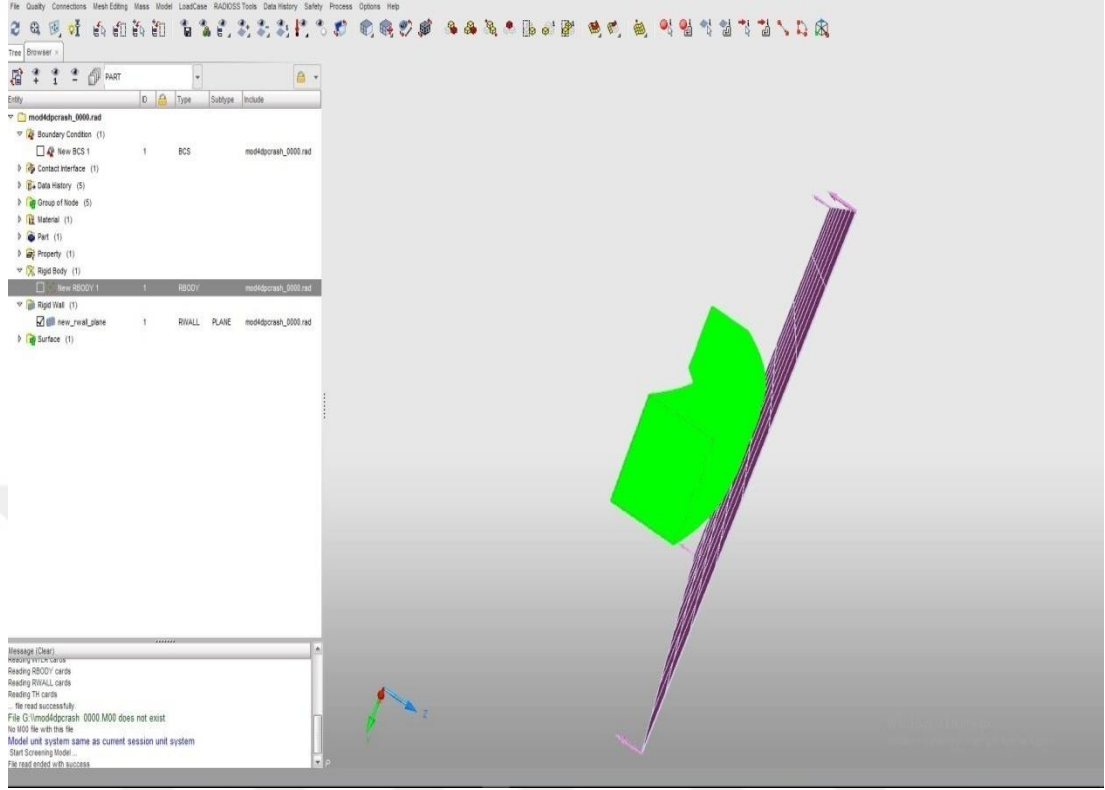 File Quality Connections Mesh Editing Mass Model LoadCase RADIOSS Tools Data History Safety Process Options Help
Tree Browser ×
+ 1 - PART
Entity ID Type Subtype Include
mod4dpcrash_0000.rad
Boundary Condition (1)
New BCS 1 1 BCS mod4dpcrash_0000.rad
Contact Interface (1)
Data History (5)
Group of Node (5)
Material (1)
Part (1)
Property (1)
Rigid Body (1)
New RBODY 1 1 RBODY mod4dpcrash_0000.rad
Rigid Wall (1)
new_rwall_plane 1 RWALL PLANE mod4dpcrash_0000.rad
Surface (1)
Message (Clear)
Reading cards
Reading RBODY cards
Reading RWALL cards
Reading TH cards
... file read successfully
File G:\\mod4dpcrash_0000.M00 does not exist
No M00 file with this file
Model unit system same as current session unit system
Start Screening Model ...
File read ended with success
Z